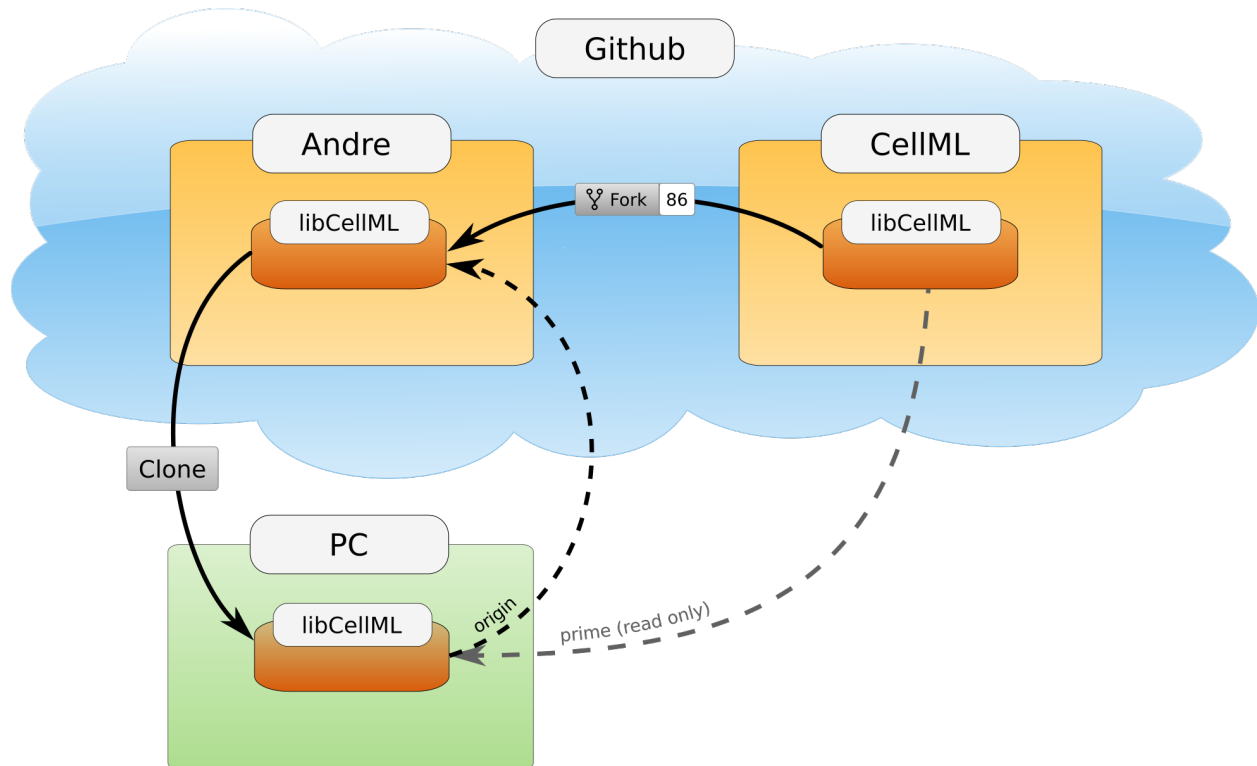 Github
Andre
CellML
Fork 86
libCellML
libCellML
Clone
PC
libCellML
origin
prime (read only)